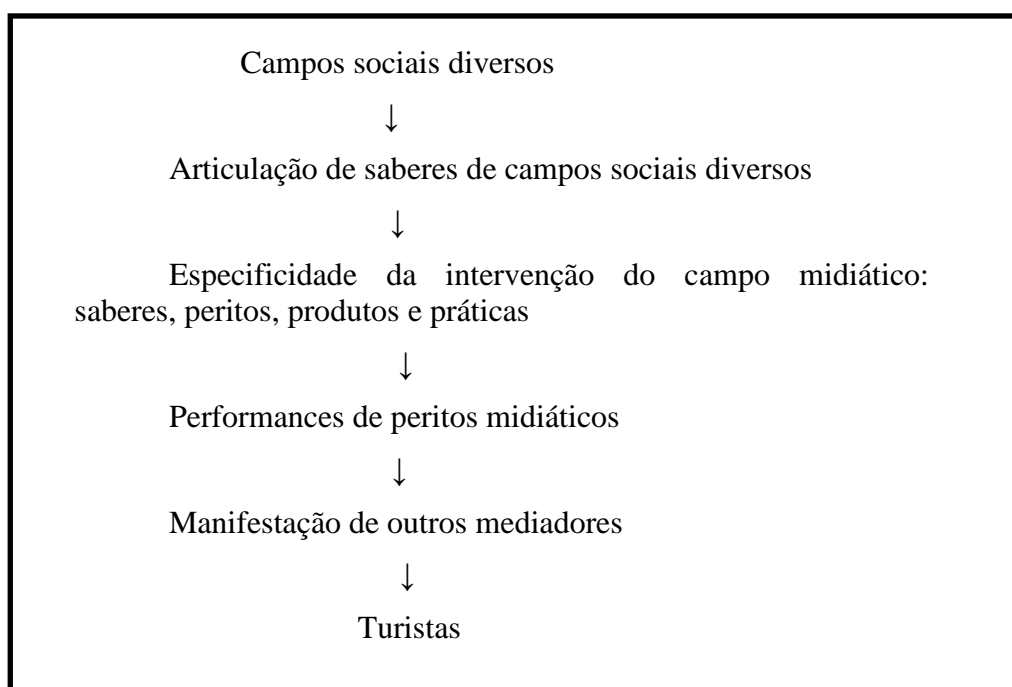 Campos sociais diversos
↓
Articulação de saberes de campos sociais diversos
↓
Especificidade da intervenção do campo midiático:
saberes, peritos, produtos e práticas
↓
Performances de peritos midiáticos
↓
Manifestação de outros mediadores
↓
Turistas